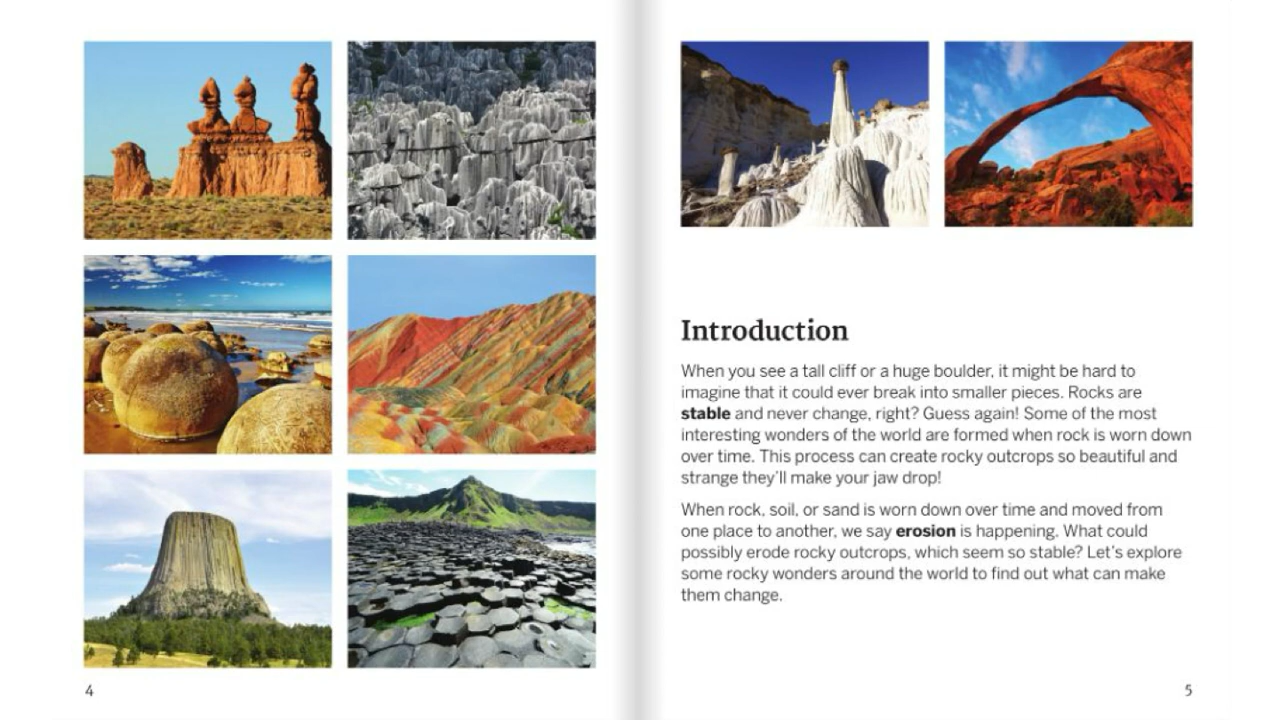 Introduction
When you see a tall cliff or a huge boulder, it might be hard to
imagine that it could ever break into smaller pieces. Rocks are
stable and never change, right? Guess again! Some of the most
interesting wonders of the world are formed when rock is worn down
over time. This process can create rocky outcrops so beautiful and
strange they’ll make your jaw drop!
When rock, soil, or sand is worn down over time and moved from
one place to another, we say erosion is happening. What could
possibly erode rocky outcrops, which seem so stable? Let’s explore
some rocky wonders around the world to find out what can make
them change.
4
5